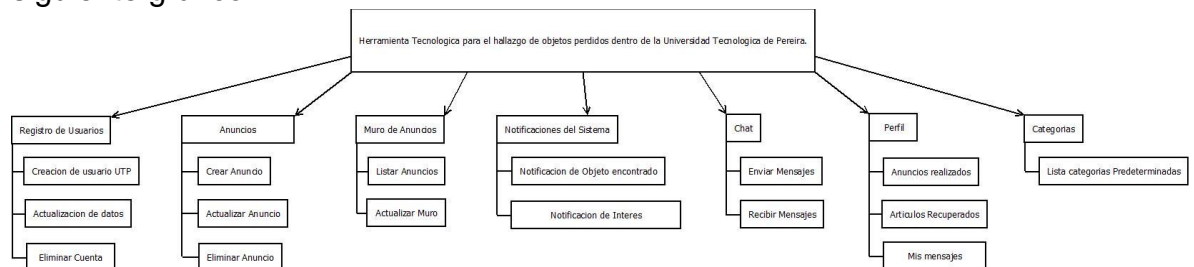 Herramienta Tecnologica para el hallazgo de objetos perdidos dentro de la Universidad Tecnologica de Pereira.
Registro de Usuarios
Creacion de usuario UTP
Actualizacion de datos
Eliminar Cuenta
Anuncios
Crear Anuncio
Actualizar Anuncio
Eliminar Anuncio
Muro de Anuncios
Listar Anuncios
Actualizar Muro
Notificaciones del Sistema
Notificacion de Objeto encontrado
Notificacion de Interes
Chat
Enviar Mensajes
Recibir Mensajes
Perfil
Anuncios realizados
Articulos Recuperados
Mis mensajes
Categorias
Lista categorias Predeterminadas